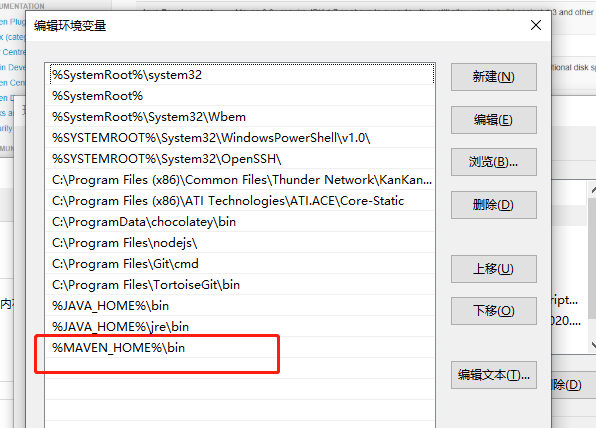 UMENTATION
编辑环境变量
%SystemRoot%\system32
%SystemRoot%
%SystemRoot%\System32\Wbem
%SYSTEMROOT%\System32\WindowsPowerShell\v1.0\
%SYSTEMROOT%\System32\OpenSSH\
C:\Program Files (x86)\Common Files\Thunder Network\KanKan...
C:\Program Files (x86)\ATI Technologies\ATI.ACE\Core-Static
C:\ProgramData\chocolatey\bin
C:\Program Files\nodejs\
C:\Program Files\Git\cmd
C:\Program Files\TortoiseGit\bin
%JAVA_HOME%\bin
%JAVA_HOME%\jre\bin
%MAVEN_HOME%\bin
新建(N)
编辑(E)
浏览(B)...
删除(D)
上移(U)
下移(O)
编辑文本(T)...
and other
tional disk sp
ript...
020....
除(D)